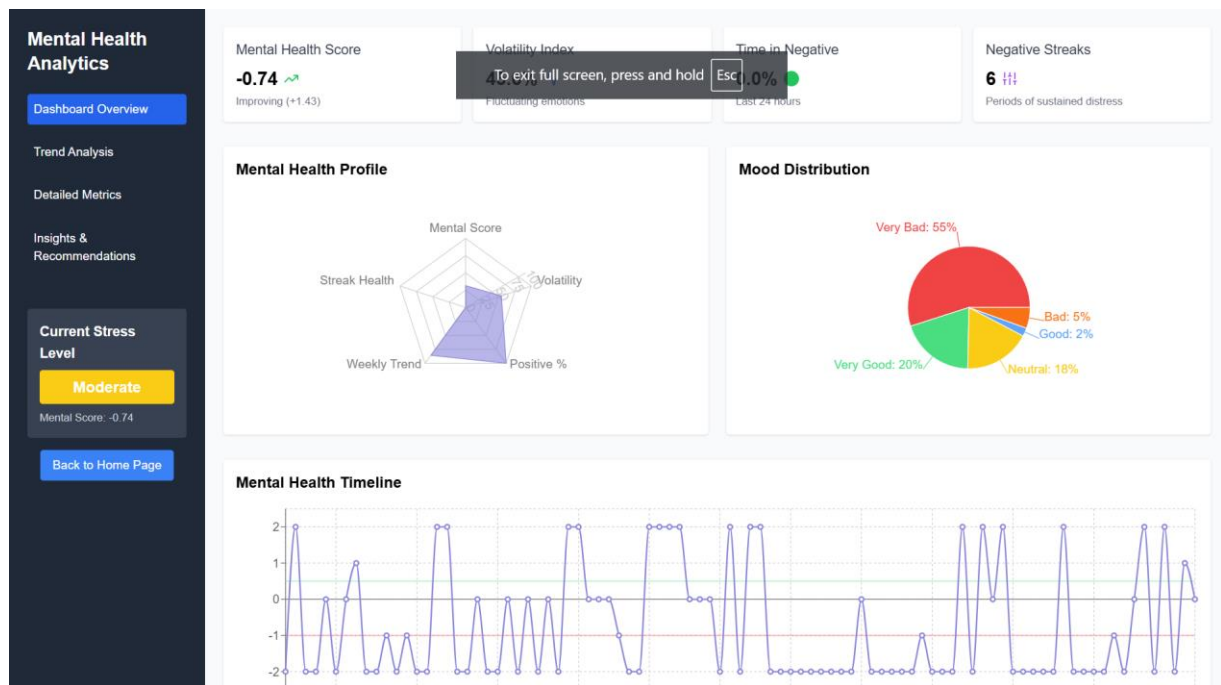 Mental Health
Analytics
Dashboard Overview
Trend Analysis
Detailed Metrics
Insights &
Recommendations
Current Stress
Level
Moderate
Mental Score: -0.74
Back to Home Page
Mental Health Score
-0.74
Improving (+1.43)
Volatility Index
Fluctuating emotions
Time in Negative
0.0%
Last 24 hours
Negative Streaks
6
Periods of sustained distress
To exit full screen, press and hold Esc
Mental Health Profile
Mental Score
Streak Health
Volatility
Weekly Trend
Positive %
Mood Distribution
Very Bad: 55%
Bad: 5%
Good: 2%
Very Good: 20%
Neutral: 18%
Mental Health Timeline
2
1
0
-1
-2